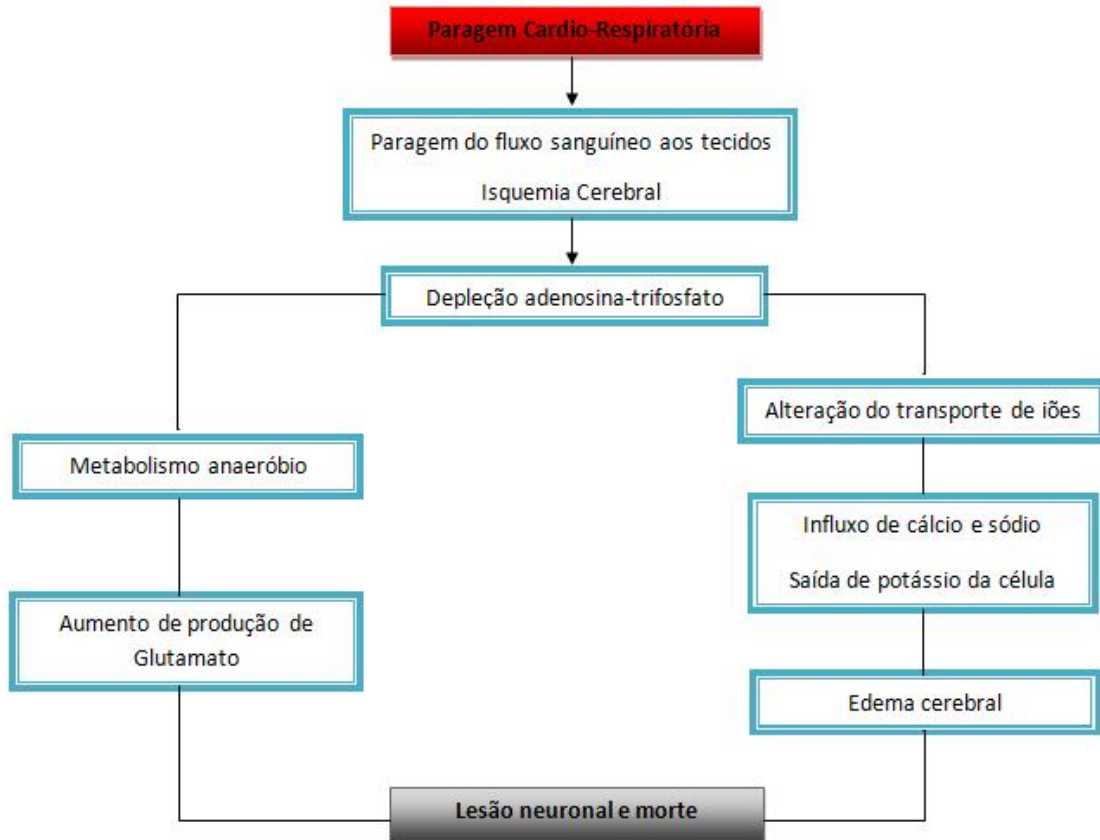 Paragem Cardio-Respiratória
Paragem do fluxo sanguíneo aos tecidos
Isquemia Cerebral
Depleção adenosina-trifosfato
Metabolismo anaeróbio
Aumento de produção de
Glutamato
Alteração do transporte de iões
Influxo de cálcio e sódio
Saída de potássio da célula
Edema cerebral
Lesão neuronal e morte